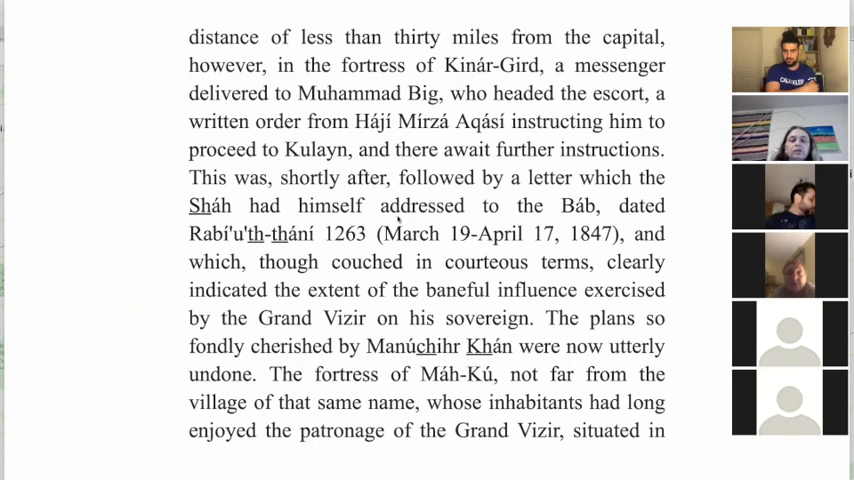 distance of less than thirty miles from the capital,
however, in the fortress of Kinár-Gird, a messenger
delivered to Muhammad Big, who headed the escort, a
written order from Hájí Mírzá Aqásí instructing him to
proceed to Kulayn, and there await further instructions.
This was, shortly after, followed by a letter which the
Sháh had himself addressed to the Báb, dated
Rabí'u'th-thání 1263 (March 19-April 17, 1847), and
which, though couched in courteous terms, clearly
indicated the extent of the baneful influence exercised
by the Grand Vizir on his sovereign. The plans so
fondly cherished by Manúchihr Khán were now utterly
undone. The fortress of Máh-Kú, not far from the
village of that same name, whose inhabitants had long
enjoyed the patronage of the Grand Vizir, situated in